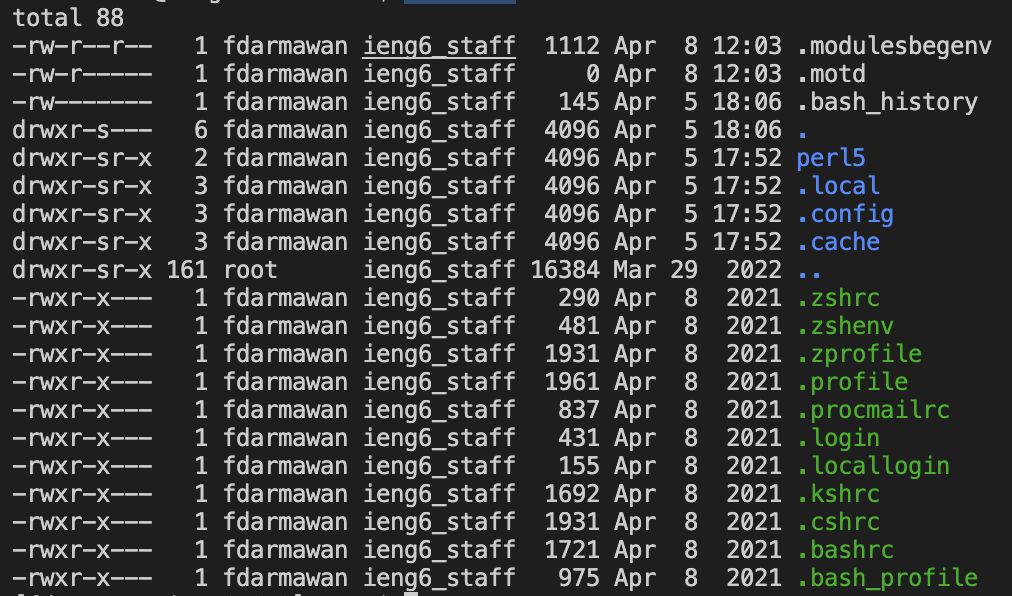 total 88
-rw-r--r--   1 fdarmawan ieng6_staff  1112 Apr  8 12:03 .modulesbegenv
-rw-r-----   1 fdarmawan ieng6_staff     0 Apr  8 12:03 .motd
-rw-------   1 fdarmawan ieng6_staff   145 Apr  5 18:06 .bash_history
drwxr-s---   6 fdarmawan ieng6_staff  4096 Apr  5 18:06 .
drwxr-sr-x   2 fdarmawan ieng6_staff  4096 Apr  5 17:52 perl5
drwxr-sr-x   3 fdarmawan ieng6_staff  4096 Apr  5 17:52 .local
drwxr-sr-x   3 fdarmawan ieng6_staff  4096 Apr  5 17:52 .config
drwxr-sr-x   3 fdarmawan ieng6_staff  4096 Apr  5 17:52 .cache
drwxr-sr-x 161 root      ieng6_staff 16384 Mar 29  2022 ..
-rwxr-x---   1 fdarmawan ieng6_staff   290 Apr  8  2021 .zshrc
-rwxr-x---   1 fdarmawan ieng6_staff   481 Apr  8  2021 .zshenv
-rwxr-x---   1 fdarmawan ieng6_staff  1931 Apr  8  2021 .zprofile
-rwxr-x---   1 fdarmawan ieng6_staff  1961 Apr  8  2021 .profile
-rwxr-x---   1 fdarmawan ieng6_staff   837 Apr  8  2021 .procmailrc
-rwxr-x---   1 fdarmawan ieng6_staff   431 Apr  8  2021 .login
-rwxr-x---   1 fdarmawan ieng6_staff   155 Apr  8  2021 .locallogin
-rwxr-x---   1 fdarmawan ieng6_staff  1692 Apr  8  2021 .kshrc
-rwxr-x---   1 fdarmawan ieng6_staff  1931 Apr  8  2021 .cshrc
-rwxr-x---   1 fdarmawan ieng6_staff  1721 Apr  8  2021 .bashrc
-rwxr-x---   1 fdarmawan ieng6_staff   975 Apr  8  2021 .bash_profile